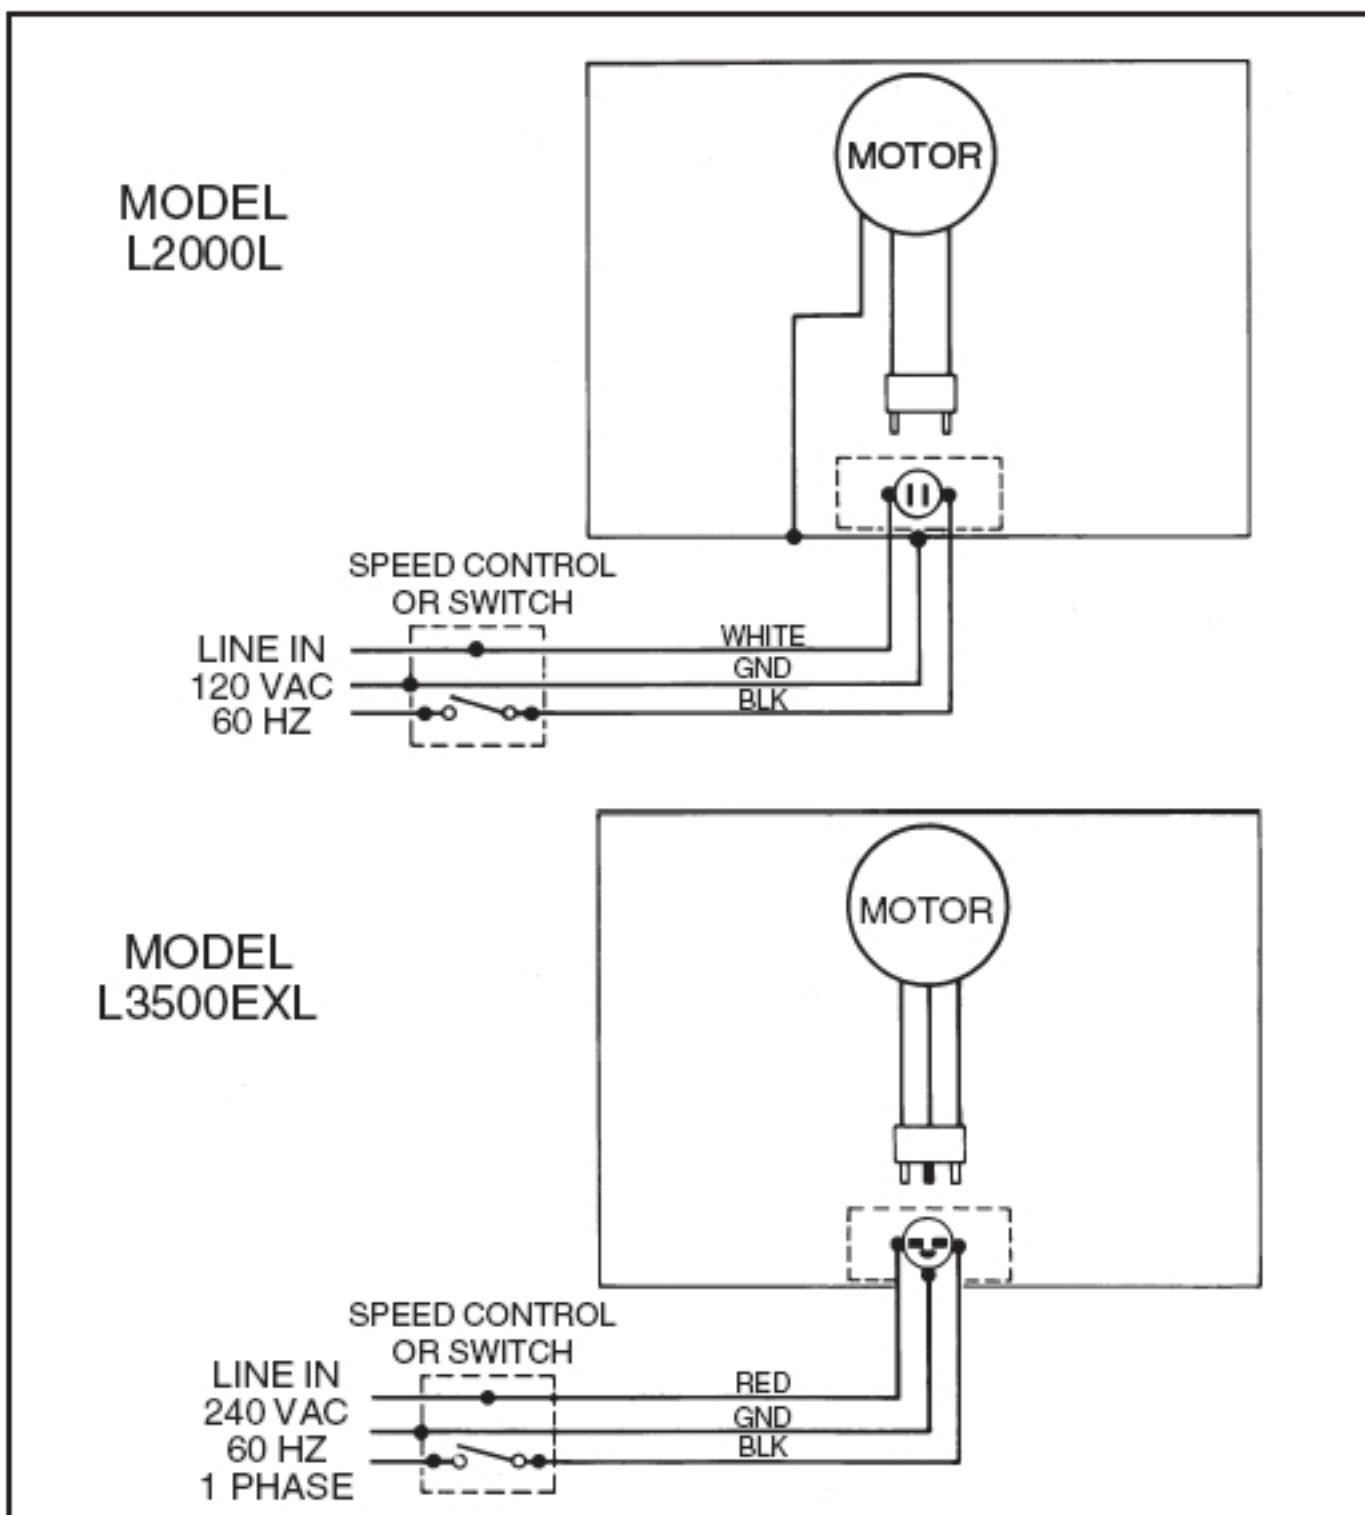 MODEL
L2000L
MOTOR
SPEED CONTROL
OR SWITCH
LINE IN
120 VAC
60 HZ
WHITE
GND
BLK
MODEL
L3500EXL
MOTOR
SPEED CONTROL
OR SWITCH
LINE IN
240 VAC
60 HZ
1 PHASE
RED
GND
BLK